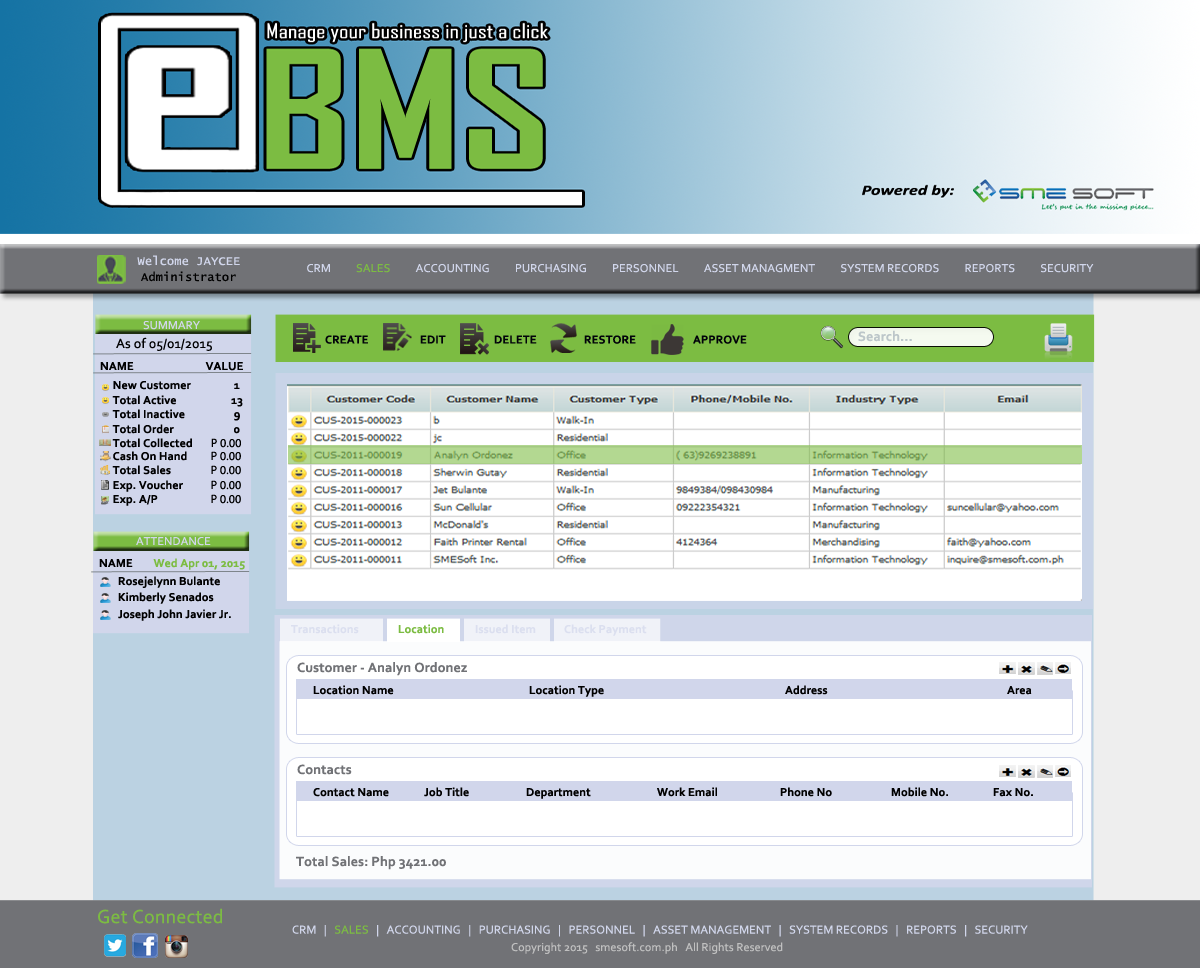 Manage your business in just a click
eBMS
Powered by: SME SOFT
Let's put in the missing piece...
Welcome JAYCEE
Administrator
CRM SALES ACCOUNTING PURCHASING PERSONNEL ASSET MANAGMENT SYSTEM RECORDS REPORTS SECURITY
SUMMARY
As of 05/01/2015
NAME VALUE
New Customer 1
Total Active 13
Total Inactive 9
Total Order 0
Total Collected P 0.00
Cash On Hand P 0.00
Total Sales P 0.00
Exp. Voucher P 0.00
Exp. A/P P 0.00
ATTENDANCE
NAME Wed Apr 01, 2015
Rosejelynn Bulante
Kimberly Senados
Joseph John Javier Jr.
CREATE EDIT DELETE RESTORE APPROVE Search...
Customer Code Customer Name Customer Type Phone/Mobile No. Industry Type Email
CUS-2015-000023 b Walk-In
CUS-2015-000022 jc Residential
CUS-2011-000019 Analyn Ordonez Office ( 63)9269238891 Information Technology
CUS-2011-000018 Sherwin Gutay Residential Information Technology
CUS-2011-000017 Jet Bulante Walk-In 9849384/098430984 Manufacturing
CUS-2011-000016 Sun Cellular Office 09222354321 Information Technology suncellular@yahoo.com
CUS-2011-000013 McDonald's Residential Manufacturing
CUS-2011-000012 Faith Printer Rental Office 4124364 Merchandising faith@yahoo.com
CUS-2011-000011 SMESoft Inc. Office Information Technology inquire@smesoft.com.ph
Transactions Location Issued Item Check Payment
Customer - Analyn Ordonez
Location Name Location Type Address Area
Contacts
Contact Name Job Title Department Work Email Phone No Mobile No. Fax No.
Total Sales: Php 3421.00
Get Connected
CRM | SALES | ACCOUNTING | PURCHASING | PERSONNEL | ASSET MANAGEMENT | SYSTEM RECORDS | REPORTS | SECURITY
Copyright 2015 smesoft.com.ph All Rights Reserved